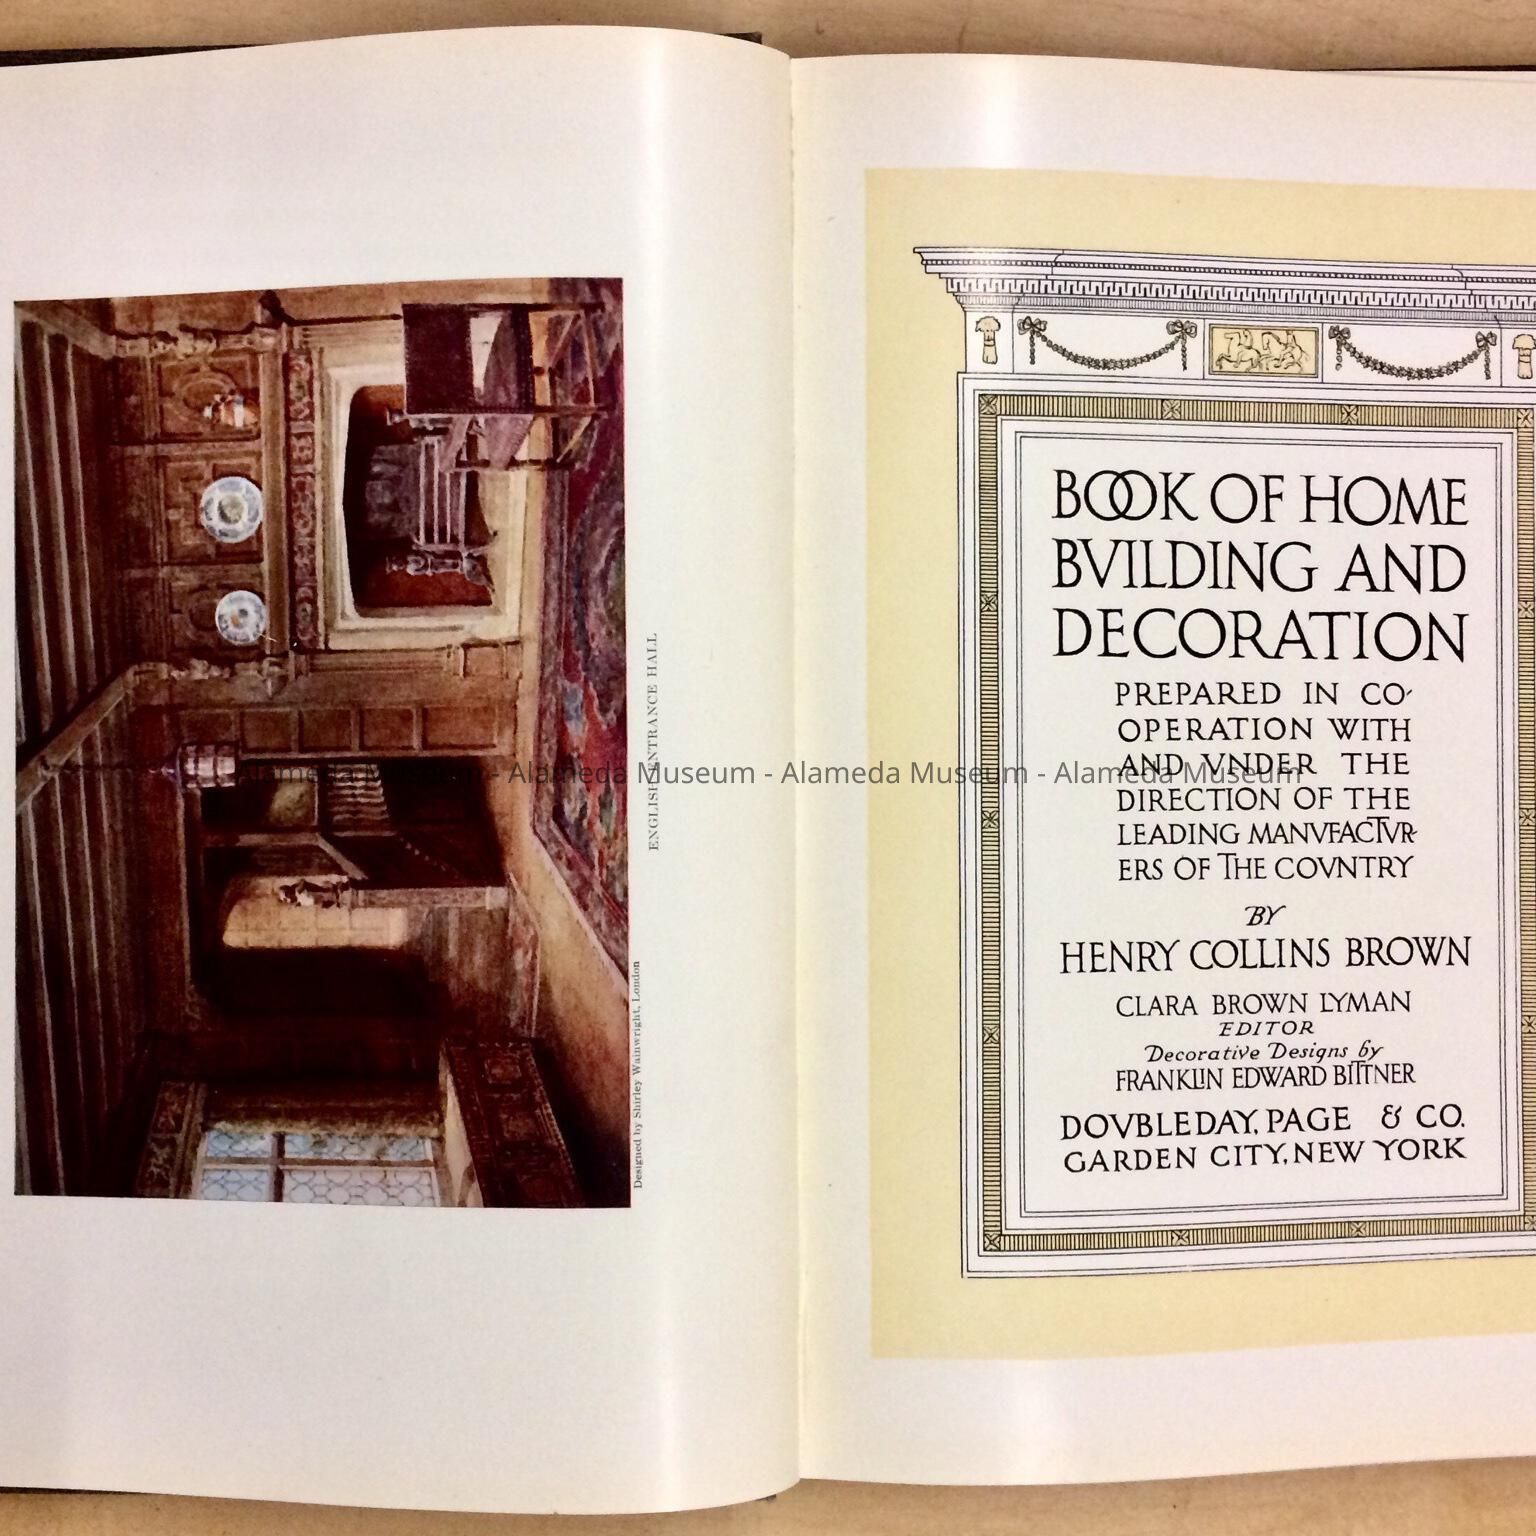 ENGLISH ENTRANCE HALL
Designed by Shirley Wainwright, London
BOOK OF HOME
BVILDING AND
DECORATION
PREPARED IN CO-
OPERATION WITH
AND VNDER THE
DIRECTION OF THE
LEADING MANVFACTVR-
ERS OF THE COVNTRY
BY
HENRY COLLINS BROWN
CLARA BROWN LYMAN
EDITOR
Decorative Designs by
FRANKLIN EDWARD BITTNER
DOVBLEDAY, PAGE & CO.
GARDEN CITY, NEW YORK
Alameda Museum - Alameda Museum - Alameda Museum - Alameda Museum